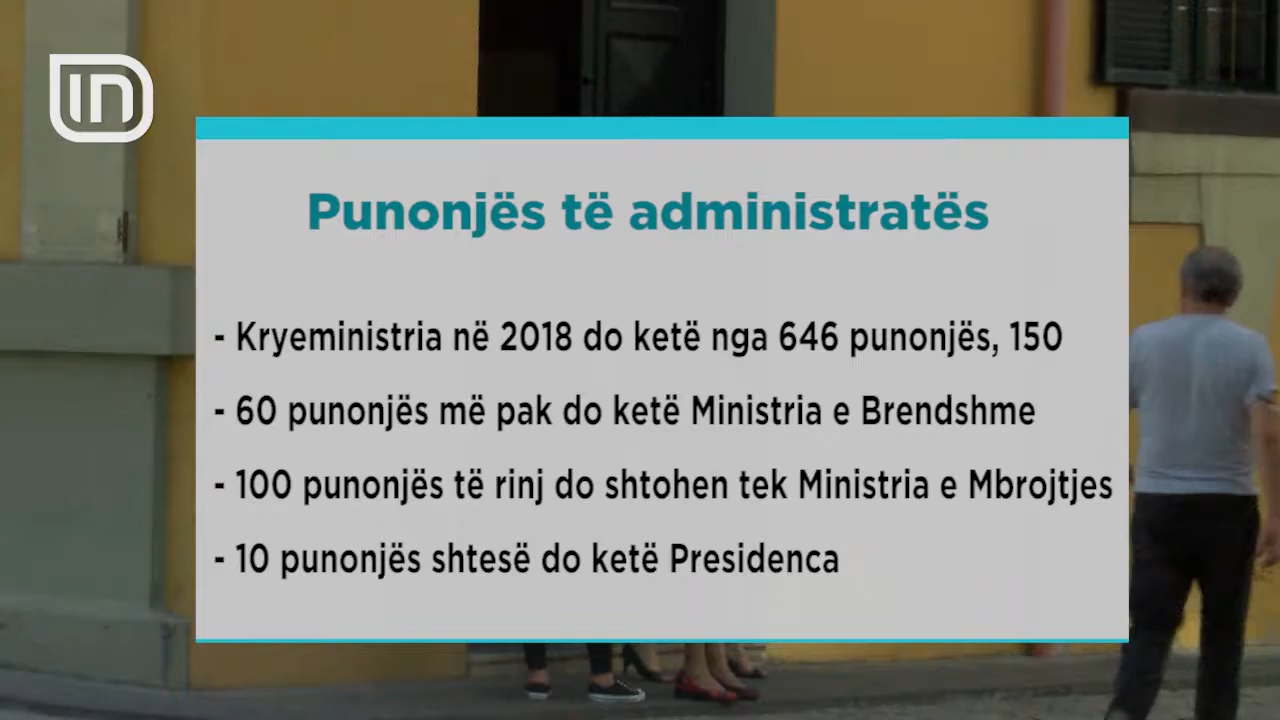 IN
Punonjës të administratës
- Kryeministria në 2018 do ketë nga 646 punonjës, 150
- 60 punonjës më pak do ketë Ministria e Brendshme
- 100 punonjës të rinj do shtohen tek Ministria e Mbrojtjes
- 10 punonjës shtesë do ketë Presidenca